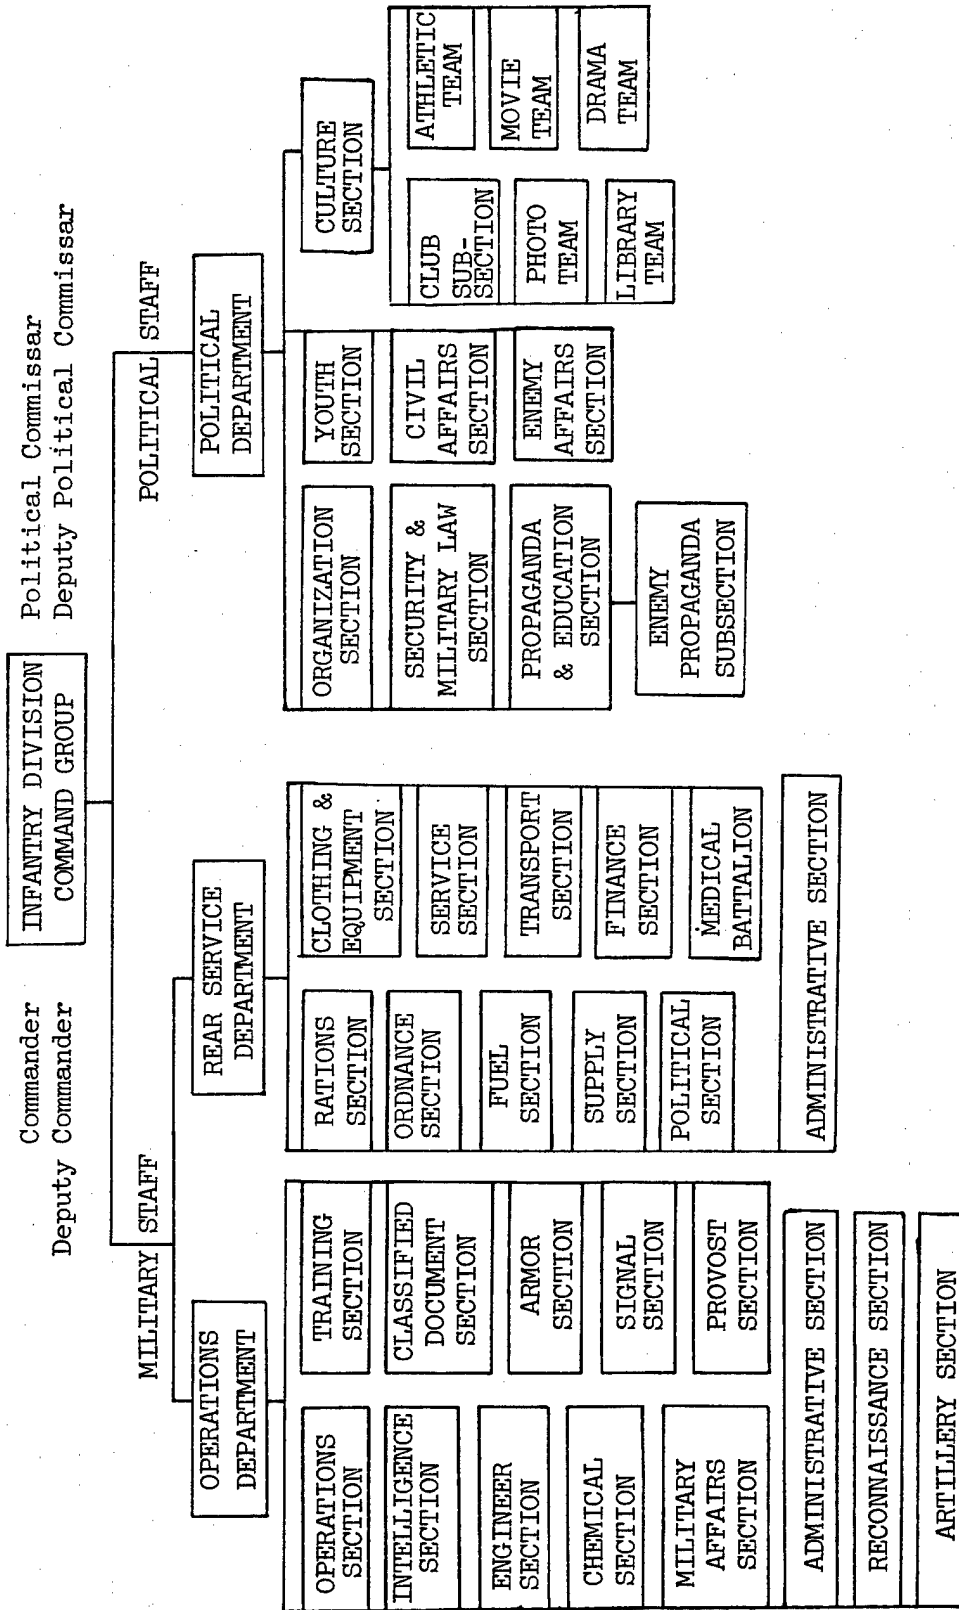 INFANTRY DIVISION
COMMAND GROUP
Commander
Deputy Commander
Political Commissar
Deputy Political Commissar
MILITARY STAFF
POLITICAL STAFF
OPERATIONS
DEPARTMENT
REAR SERVICE
DEPARTMENT
POLITICAL
DEPARTMENT
OPERATIONS
SECTION
TRAINING
SECTION
INTELLIGENCE
SECTION
CLASSIFIED
DOCUMENT
SECTION
ENGINEER
SECTION
ARMOR
SECTION
CHEMICAL
SECTION
SIGNAL
SECTION
MILITARY
AFFAIRS
SECTION
PROVOST
SECTION
ADMINISTRATIVE SECTION
RECONNAISSANCE SECTION
ARTILLERY SECTION
RATIONS
SECTION
CLOTHING &
EQUIPMENT
SECTION
ORDNANCE
SECTION
SERVICE
SECTION
FUEL
SECTION
TRANSPORT
SECTION
SUPPLY
SECTION
FINANCE
SECTION
POLITICAL
SECTION
MEDICAL
BATTALION
ADMINISTRATIVE SECTION
ORGANIZATION
SECTION
YOUTH
SECTION
SECURITY &
MILITARY LAW
SECTION
CIVIL
AFFAIRS
SECTION
PROPAGANDA
& EDUCATION
SECTION
ENEMY
AFFAIRS
SECTION
ENEMY
PROPAGANDA
SUBSECTION
CULTURE
SECTION
CLUB
SUB-
SECTION
ATHLETIC
TEAM
PHOTO
TEAM
MOVIE
TEAM
LIBRARY
TEAM
DRAMA
TEAM